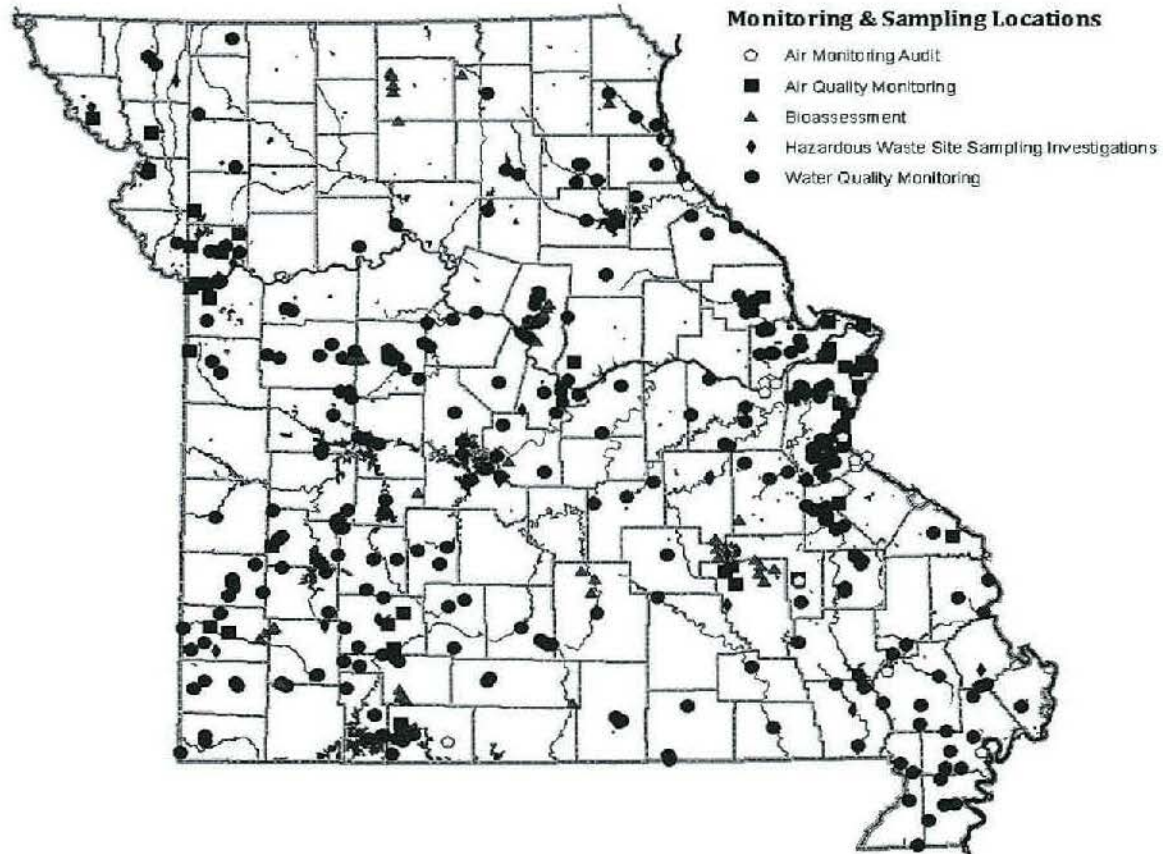 Monitoring & Sampling Locations
Air Monitoring Audit
Air Quality Monitoring
Bioassessment
Hazardous Waste Site Sampling Investigations
Water Quality Monitoring